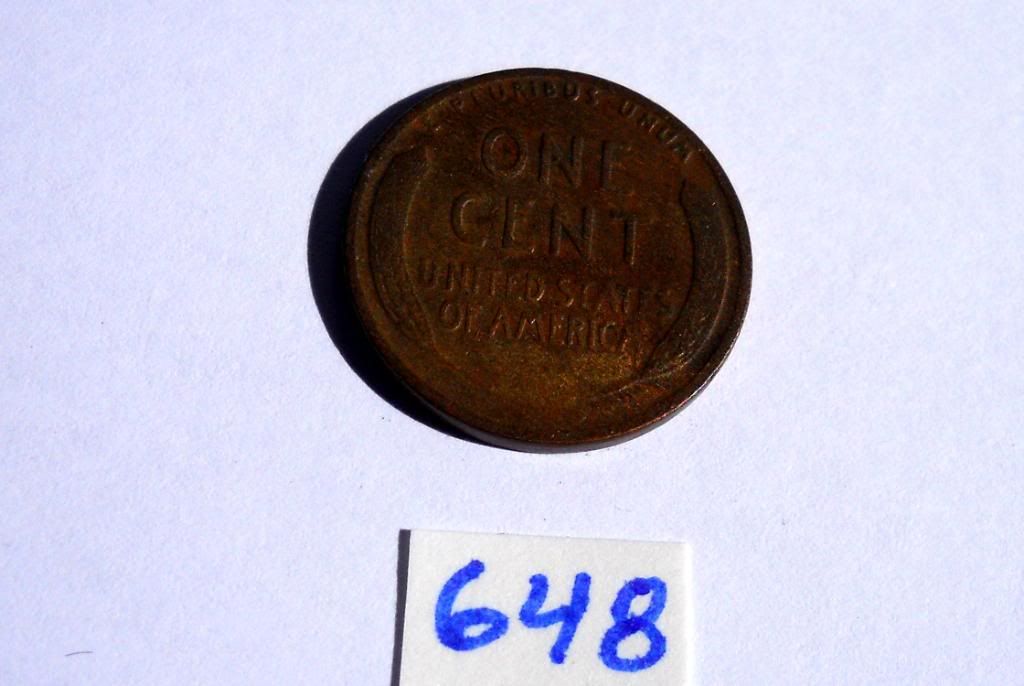 E PLURIBUS UNUM
ONE
CENT
UNITED STATES
OF AMERICA
648